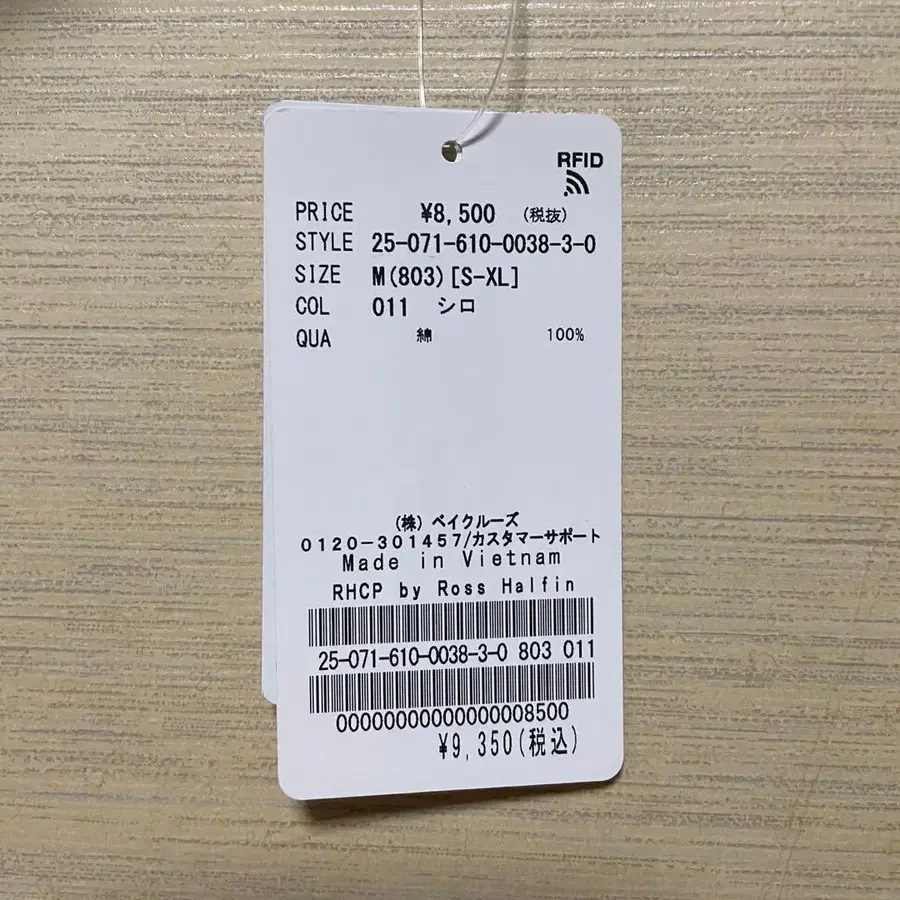 RFID
PRICE ¥8,500 (税抜)
STYLE 25-071-610-0038-3-0
SIZE M(803)[S-XL]
COL 011 シロ
QUA 綿 100%
(株) ベイクルーズ
0120-301457/カスタマーサポート
Made in Vietnam
RHCP by Ross Halfin
25-071-610-0038-3-0 803 011
00000000000000008500
¥9,350(税込)